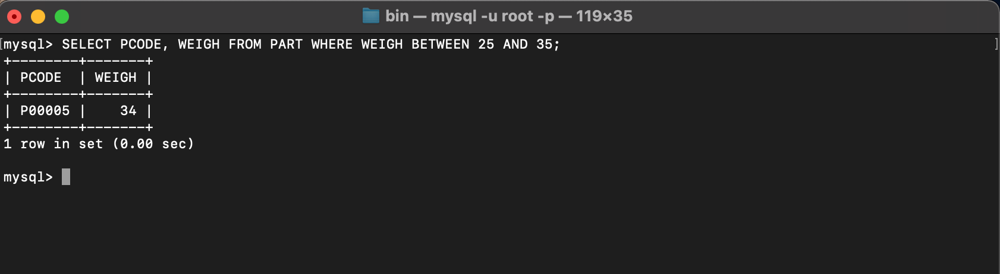 bin — mysql -u root -p — 119×35
[mysql> SELECT PCODE, WEIGH FROM PART WHERE WEIGH BETWEEN 25 AND 35; ]
+--------+-------+
| PCODE  | WEIGH |
+--------+-------+
| P00005 |    34 |
+--------+-------+
1 row in set (0.00 sec)
mysql>